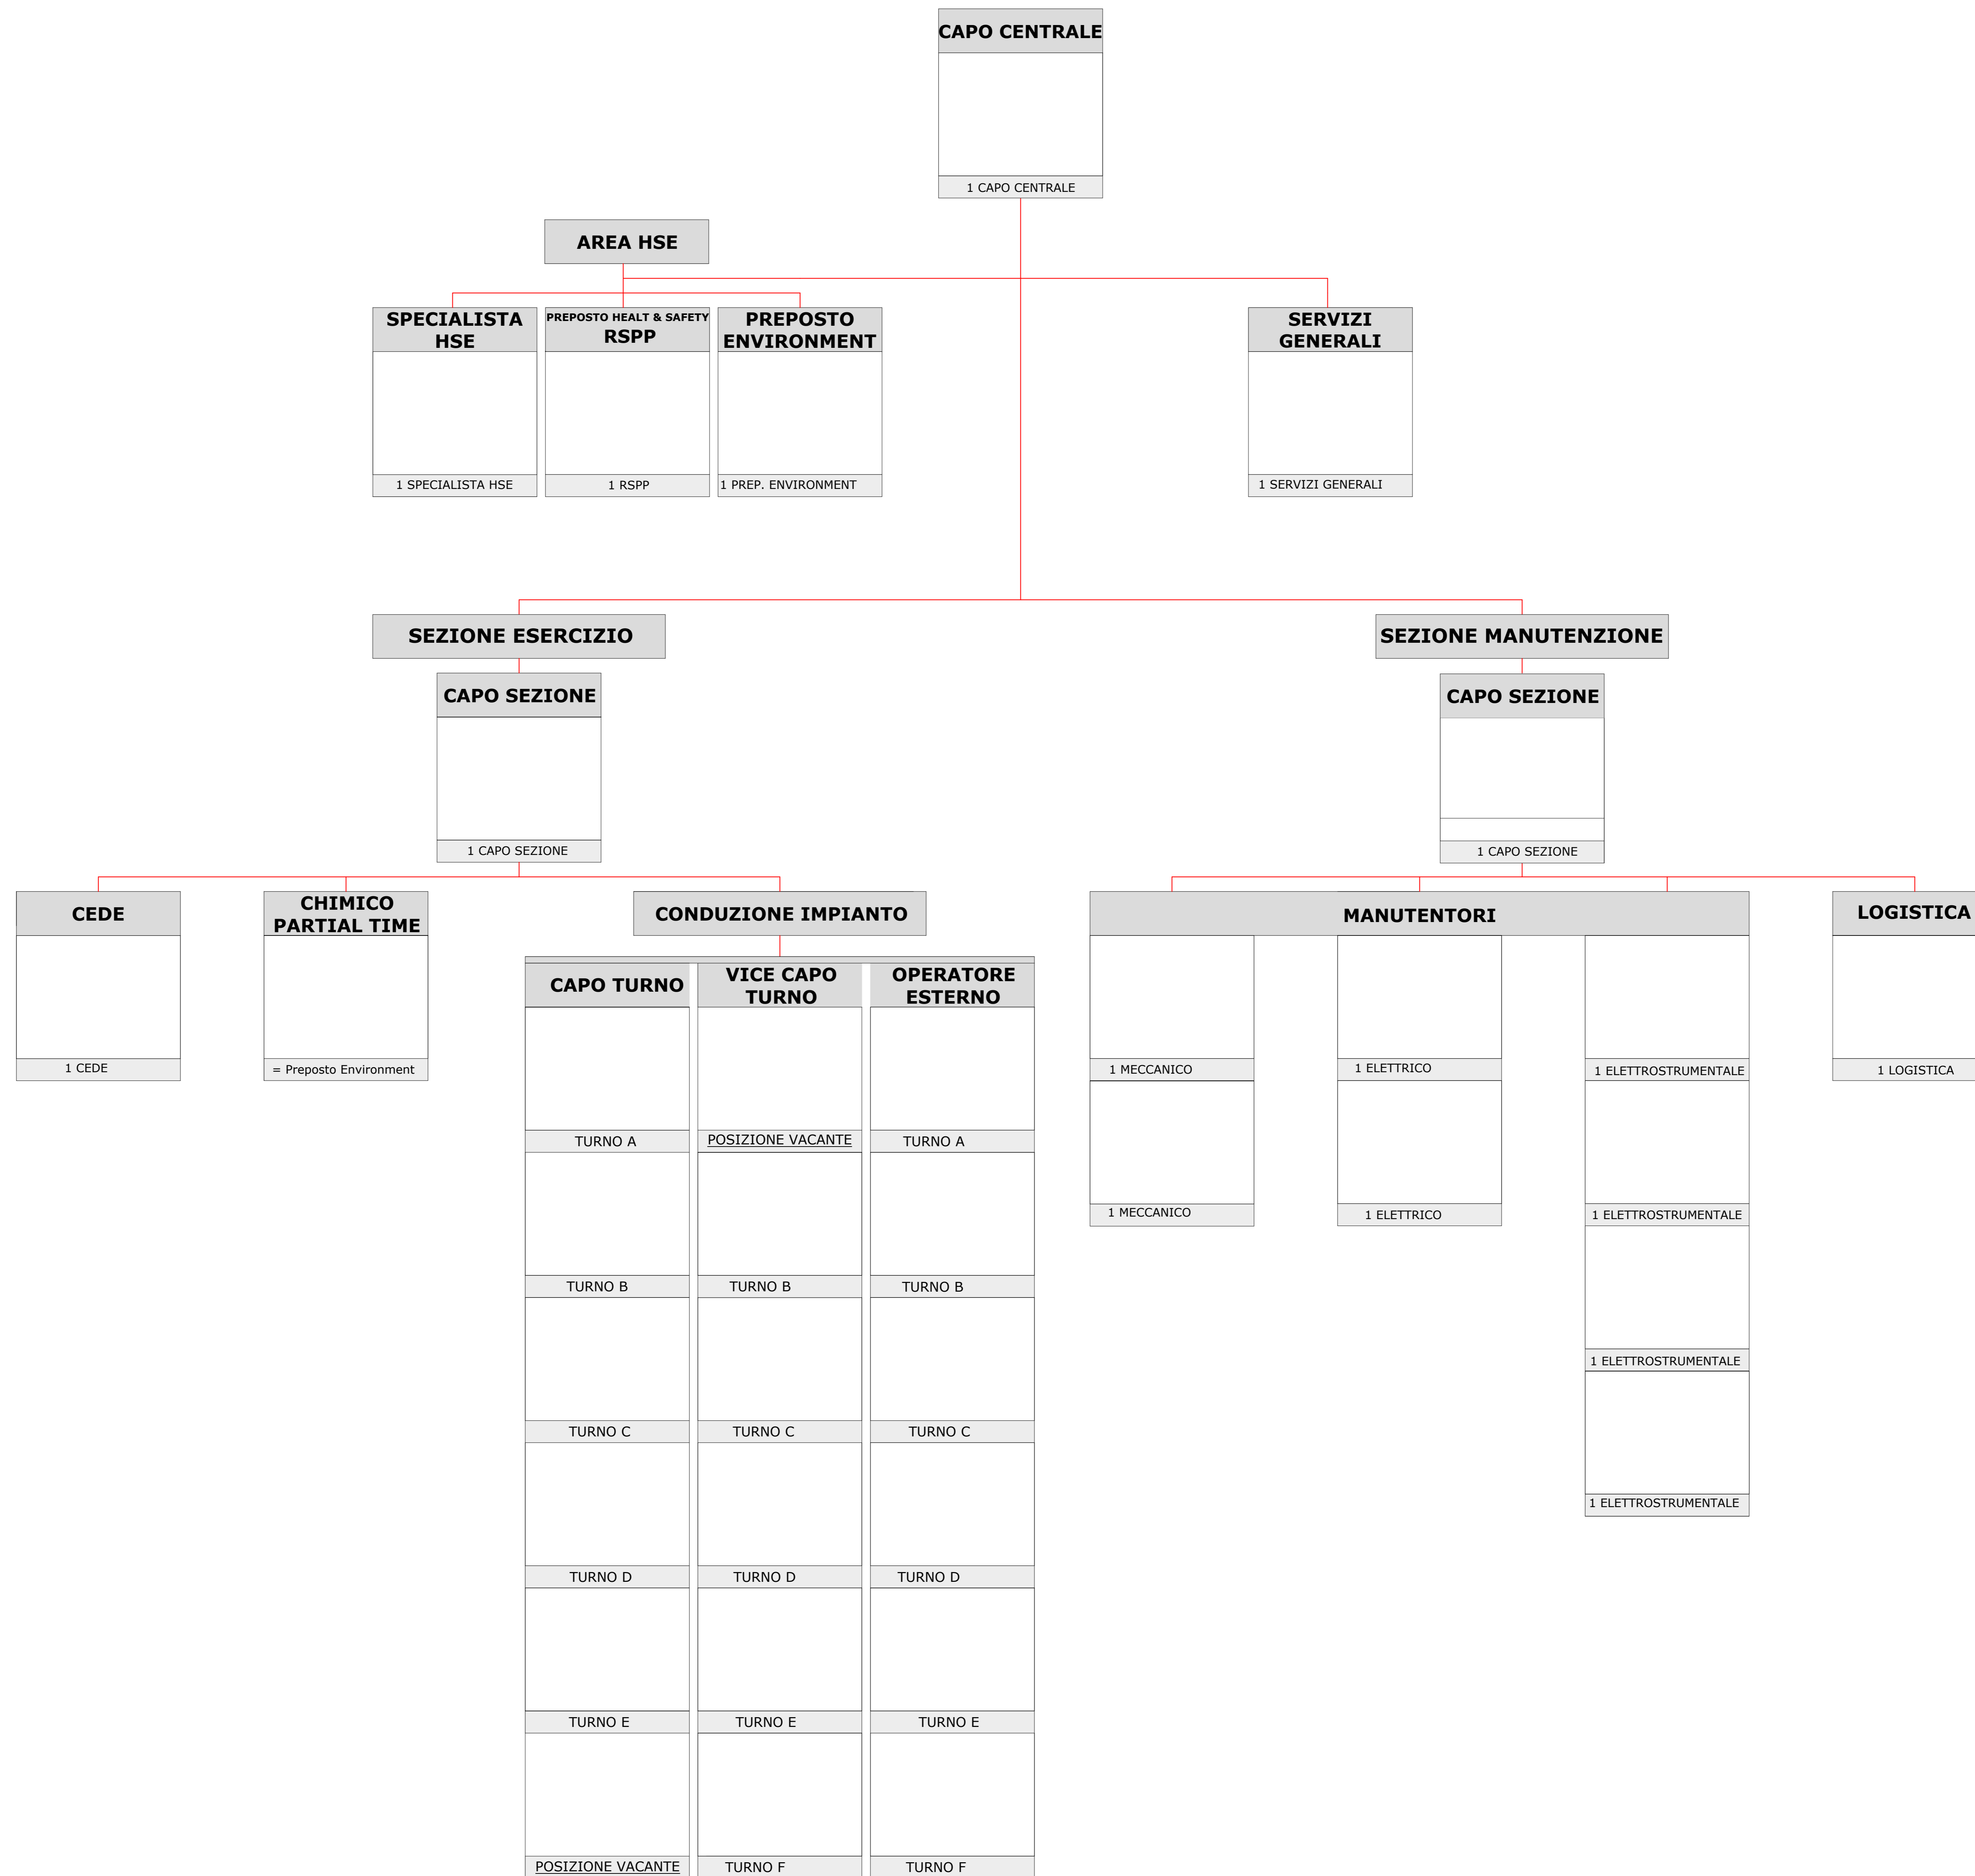 CAPO CENTRALE
1 CAPO CENTRALE
AREA HSE
SPECIALISTA
HSE
1 SPECIALISTA HSE
PREPOSTO HEALT & SAFETY
RSPP
1 RSPP
PREPOSTO
ENVIRONMENT
1 PREP. ENVIRONMENT
SERVIZI
GENERALI
1 SERVIZI GENERALI
SEZIONE ESERCIZIO
CAPO SEZIONE
1 CAPO SEZIONE
SEZIONE MANUTENZIONE
CAPO SEZIONE
1 CAPO SEZIONE
CEDE
1 CEDE
CHIMICO
PARTIAL TIME
= Preposto Environment
CONDUZIONE IMPIANTO
CAPO TURNO
TURNO A
TURNO B
TURNO C
TURNO D
TURNO E
POSIZIONE VACANTE
VICE CAPO
TURNO
POSIZIONE VACANTE
TURNO B
TURNO C
TURNO D
TURNO E
TURNO F
OPERATORE
ESTERNO
TURNO A
TURNO B
TURNO C
TURNO D
TURNO E
TURNO F
MANUTENTORI
1 MECCANICO
1 MECCANICO
1 ELETTRICO
1 ELETTRICO
1 ELETTROSTRUMENTALE
1 ELETTROSTRUMENTALE
1 ELETTROSTRUMENTALE
1 ELETTROSTRUMENTALE
LOGISTICA
1 LOGISTICA